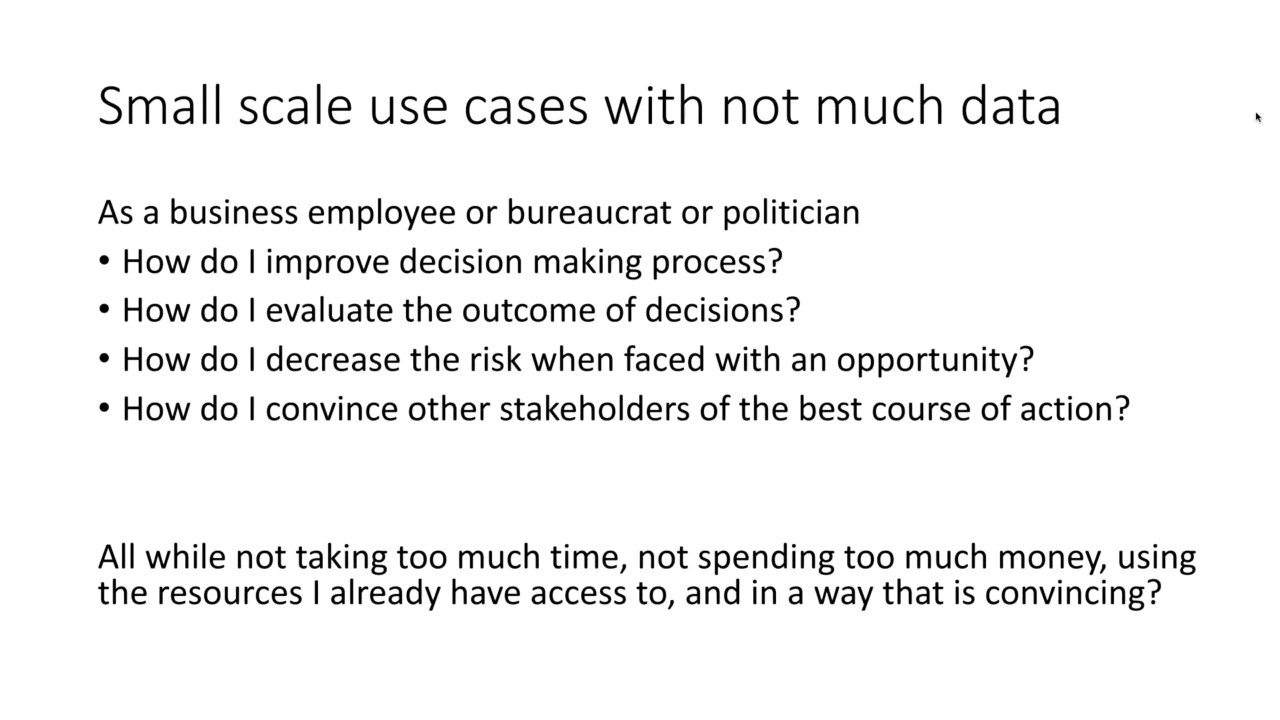 Small scale use cases with not much data
As a business employee or bureaucrat or politician
• How do I improve decision making process?
• How do I evaluate the outcome of decisions?
• How do I decrease the risk when faced with an opportunity?
• How do I convince other stakeholders of the best course of action?
All while not taking too much time, not spending too much money, using
the resources I already have access to, and in a way that is convincing?